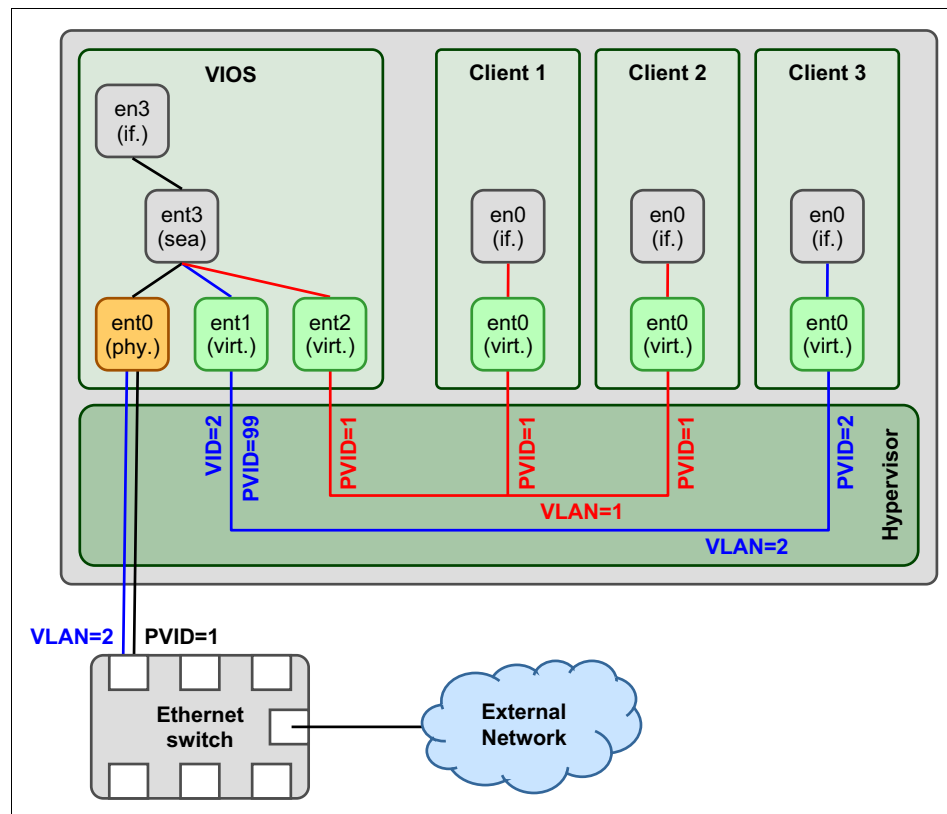 VIOS
Client 1
Client 2
Client 3
en3
(if.)
ent3
(sea)
en0
(if.)
en0
(if.)
en0
(if.)
ent0
(phy.)
ent1
(virt.)
ent2
(virt.)
ent0
(virt.)
ent0
(virt.)
ent0
(virt.)
VID=2
PVID=99
PVID=1
PVID=1
PVID=1
PVID=2
Hypervisor
VLAN=1
VLAN=2
VLAN=2
PVID=1
Ethernet
switch
External
Network